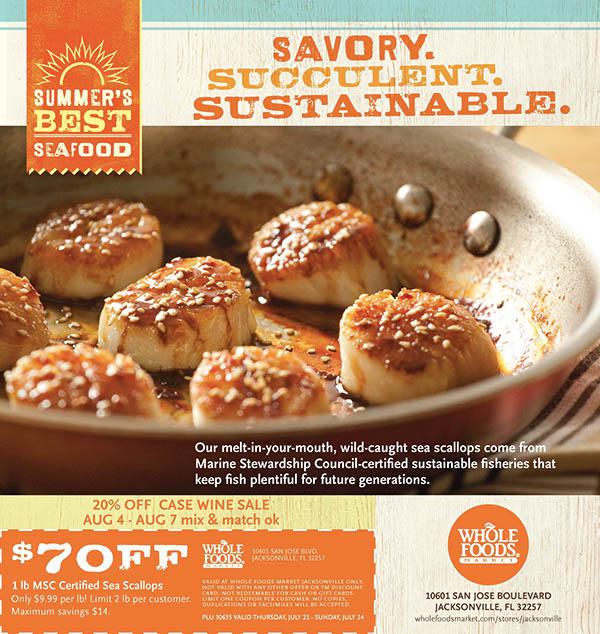 SUMMER'S
BEST
SEAFOOD
SAVORY.
SUCCULENT.
SUSTAINABLE.
Our melt-in-your-mouth, wild-caught sea scallops come from
Marine Stewardship Council-certified sustainable fisheries that
keep fish plentiful for future generations.
20% OFF CASE WINE SALE
AUG 4 - AUG 7 mix & match ok
$7OFF
1 lb MSC Certified Sea Scallops
Only $9.99 per lb! Limit 2 lb per customer.
Maximum savings $14.
WHOLE
FOODS
MARKET
10601 SAN JOSE BLVD.
JACKSONVILLE, FL 32257
VALID AT WHOLE FOODS MARKET JACKSONVILLE ONLY.
NOT VALID WITH ANY OTHER OFFER OR TM DISCOUNT
CARD. NOT REDEEMABLE FOR CASH OR GIFT CARDS.
LIMIT ONE COUPON PER CUSTOMER. NO COPIES,
DUPLICATIONS OR FACSIMILES WILL BE ACCEPTED.
PLU 30635 VALID THURSDAY, JULY 21 - SUNDAY, JULY 24
WHOLE
FOODS
MARKET
10601 SAN JOSE BOULEVARD
JACKSONVILLE, FL 32257
wholefoodsmarket.com/stores/jacksonville